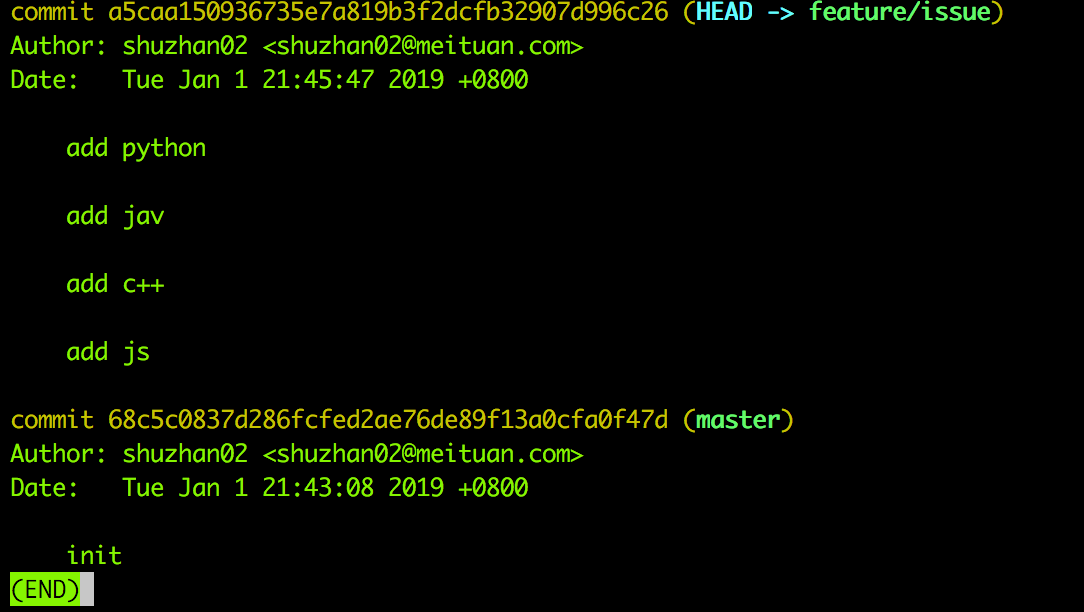 commit a5caa150936735e7a819b3f2dcfb32907d996c26 (HEAD -> feature/issue)
Author: shuzhan02 <shuzhan02@meituan.com>
Date:   Tue Jan 1 21:45:47 2019 +0800
    add python
    add jav
    add c++
    add js
commit 68c5c0837d286fcfed2ae76de89f13a0cfa0f47d (master)
Author: shuzhan02 <shuzhan02@meituan.com>
Date:   Tue Jan 1 21:43:08 2019 +0800
    init
(END)